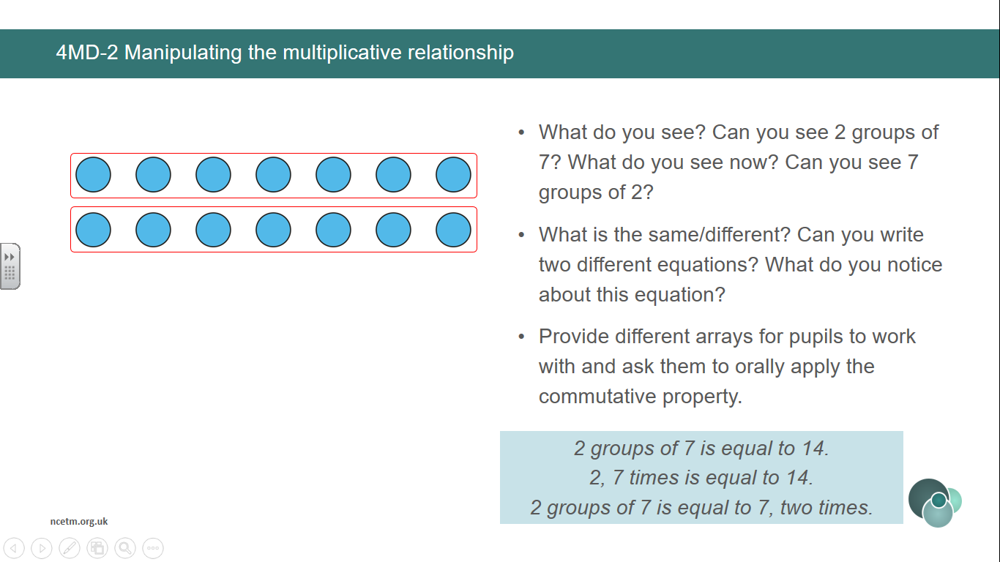 4MD-2 Manipulating the multiplicative relationship
• What do you see? Can you see 2 groups of
7? What do you see now? Can you see 7
groups of 2?
• What is the same/different? Can you write
two different equations? What do you notice
about this equation?
• Provide different arrays for pupils to work
with and ask them to orally apply the
commutative property.
2 groups of 7 is equal to 14.
2, 7 times is equal to 14.
2 groups of 7 is equal to 7, two times.
ncetm.org.uk